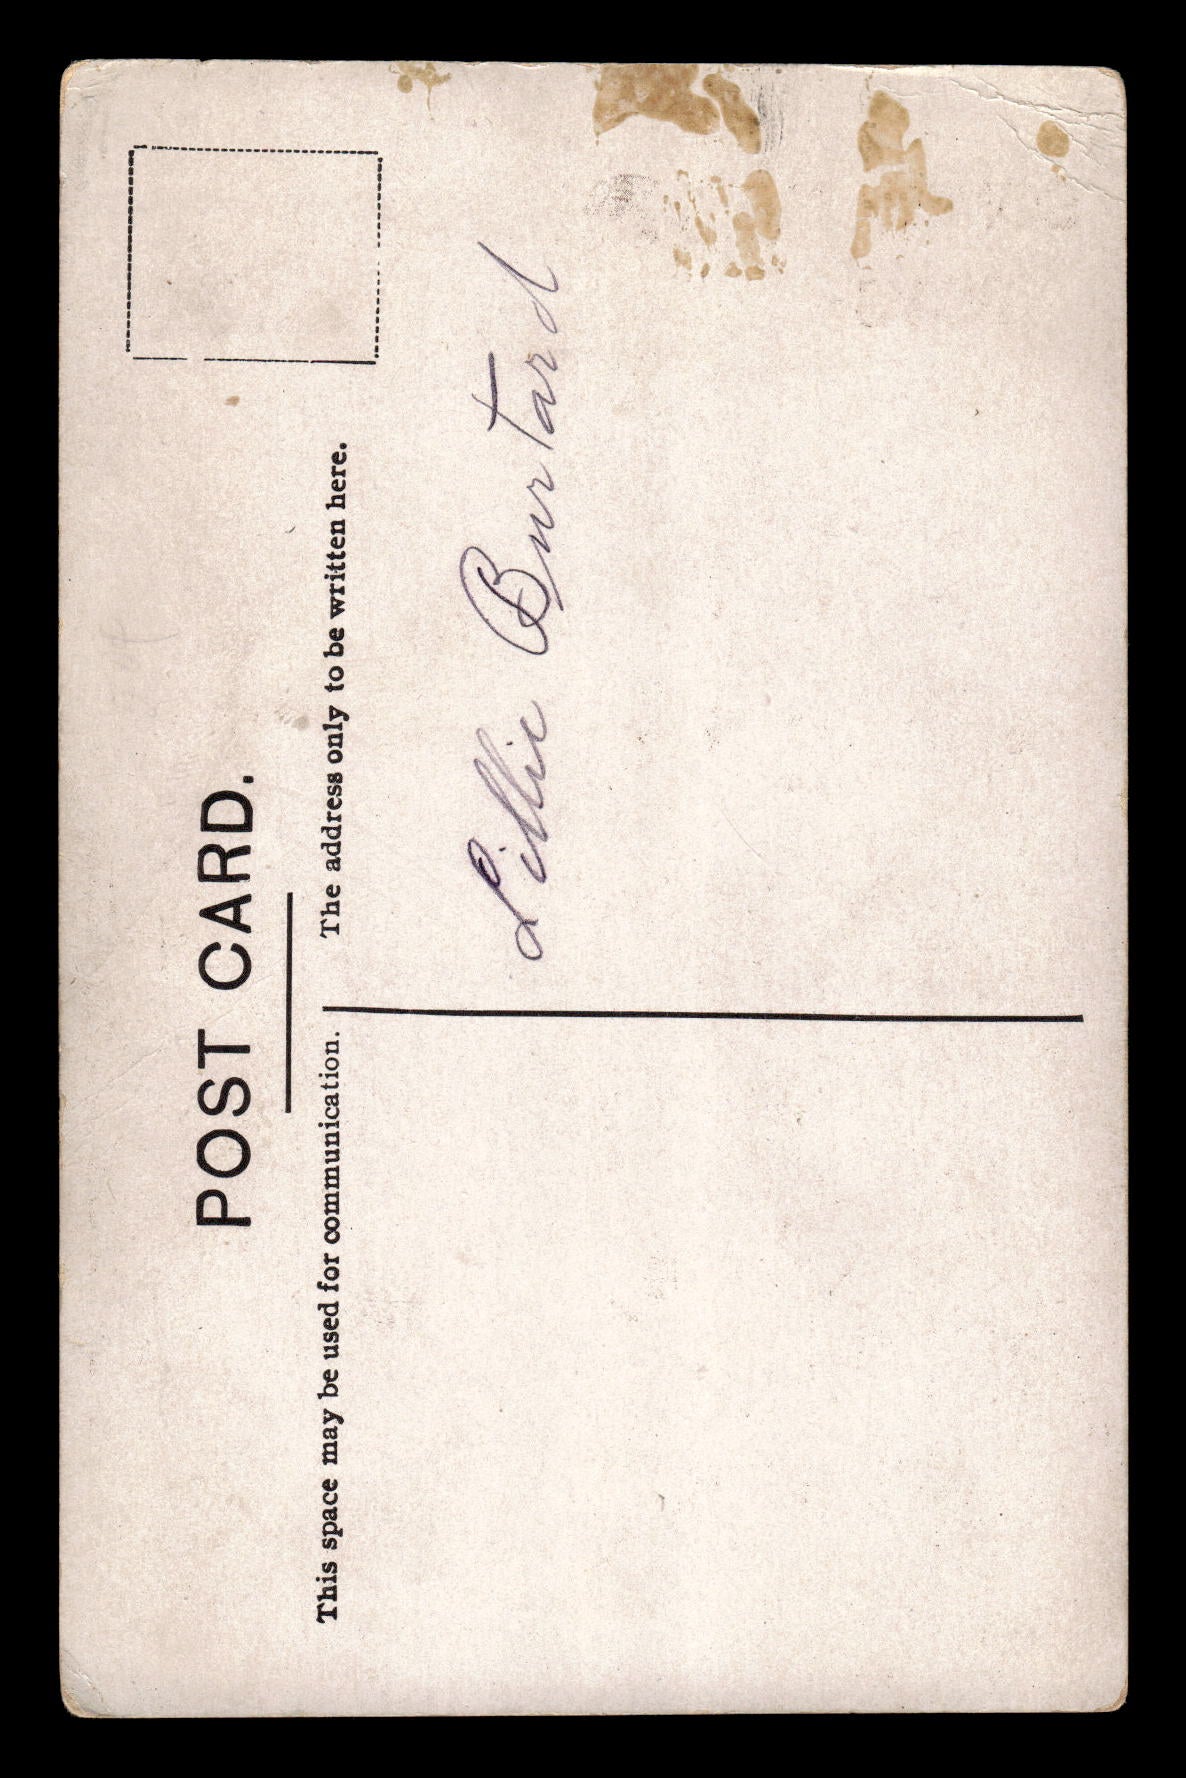 POST CARD.
This space may be used for communication.
The address only to be written here.
Lillie Burtard